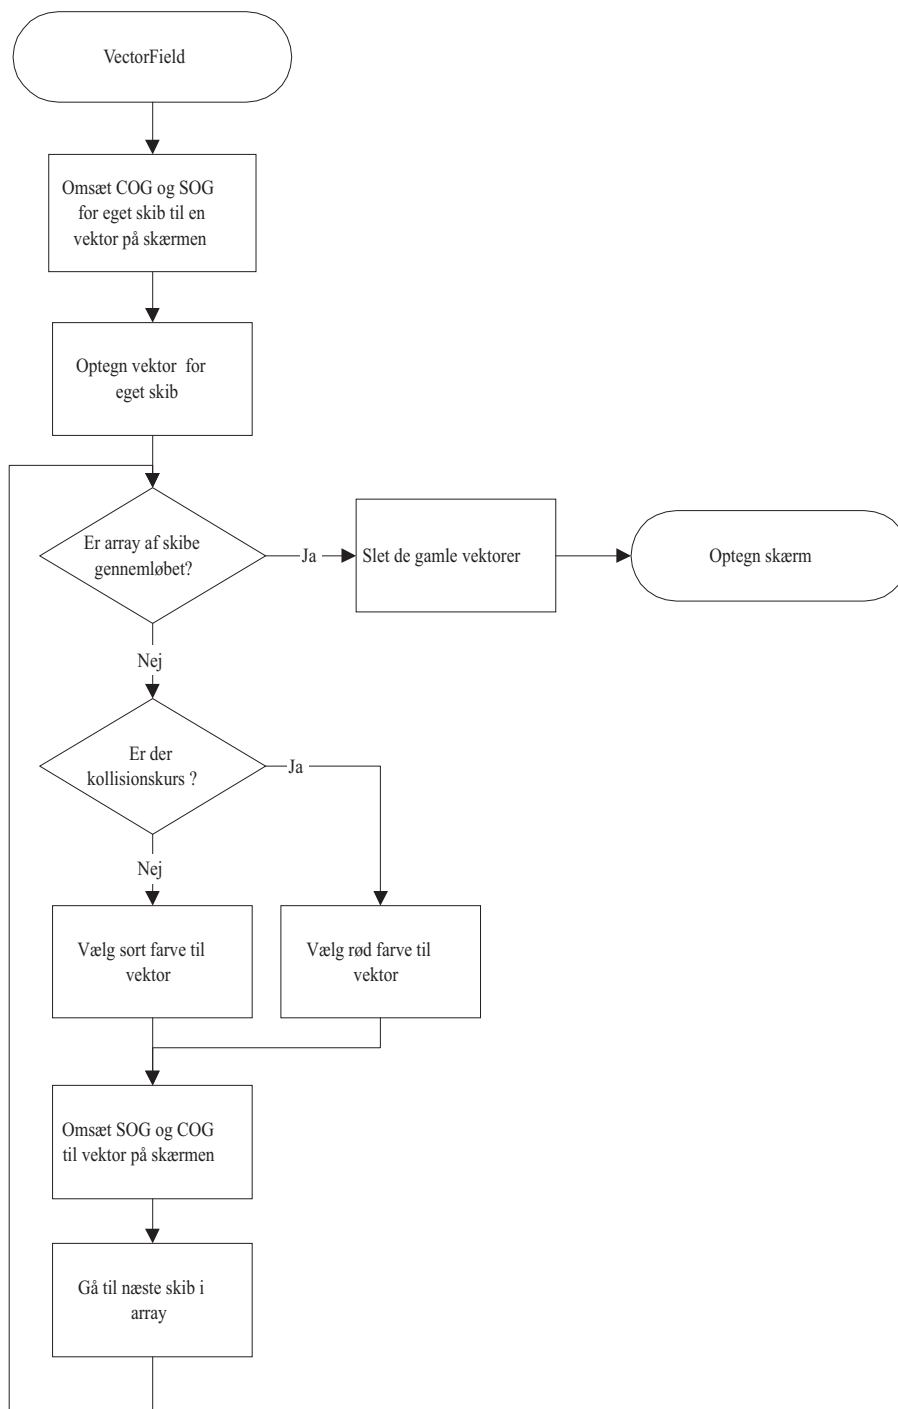 VectorField
Omsæt COG og SOG
for eget skib til en
vektor på skærmen
Optegn vektor for
eget skib
Er array af skibe
gennemløbet?
Ja
Slet de gamle vektorer
Optegn skærm
Nej
Er der
kollisionskurs ?
Ja
Nej
Vælg sort farve til
vektor
Vælg rød farve til
vektor
Omsæt SOG og COG
til vektor på skærmen
Gå til næste skib i
array